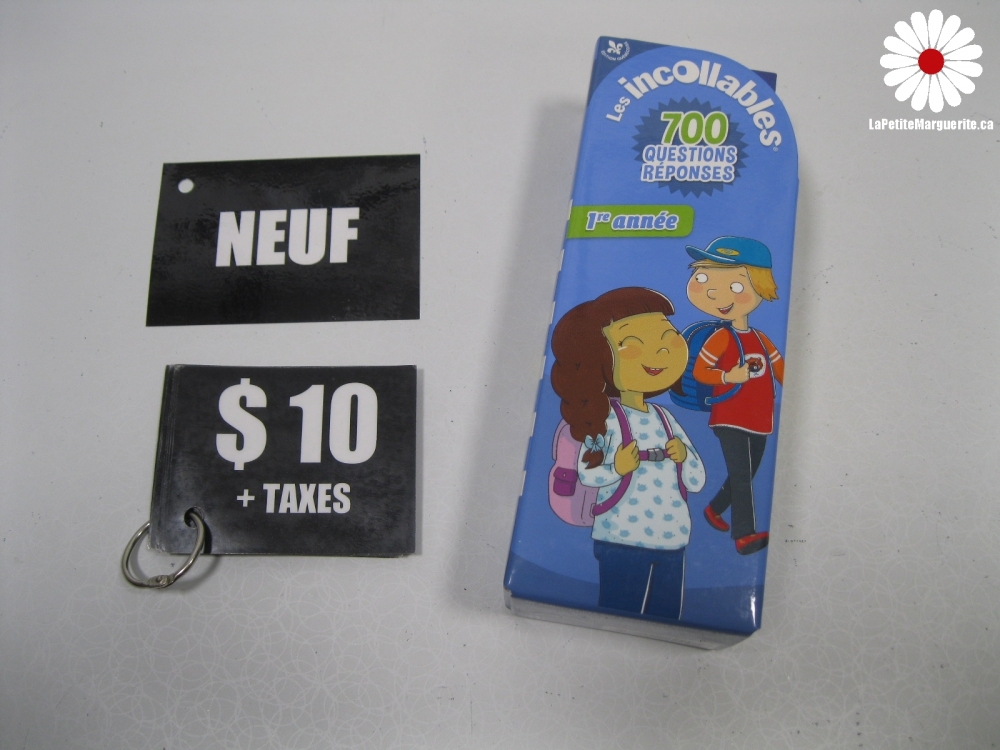 LaPetiteMarguerite.ca
Les incollables®
700
QUESTIONS
RÉPONSES
1re année
NEUF
$ 10
+ TAXES